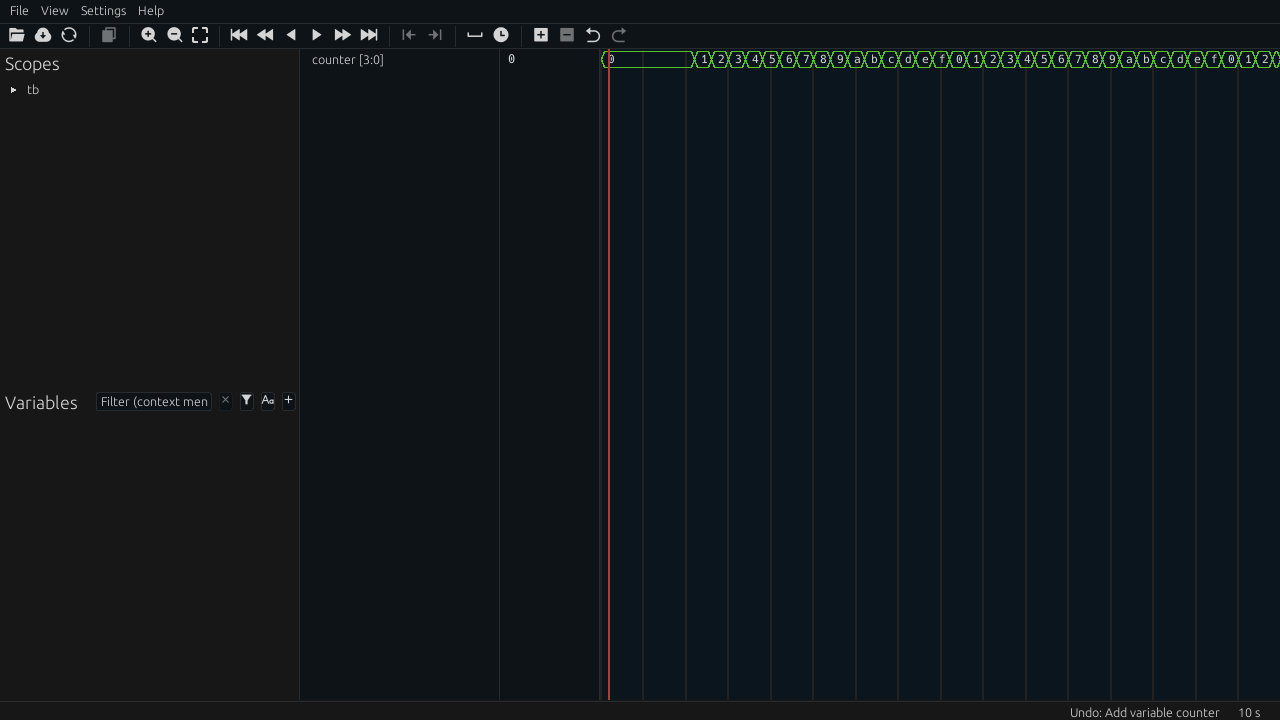 File View Settings Help
Scopes
counter [3:0]
0
0 1 2 3 4 5 6 7 8 9 a b c d e f 0 1 2 3 4 5 6 7 8 9 a b c d e f 0 1 2
tb
Variables
Filter (context men
Aa
Undo: Add variable counter
10 s